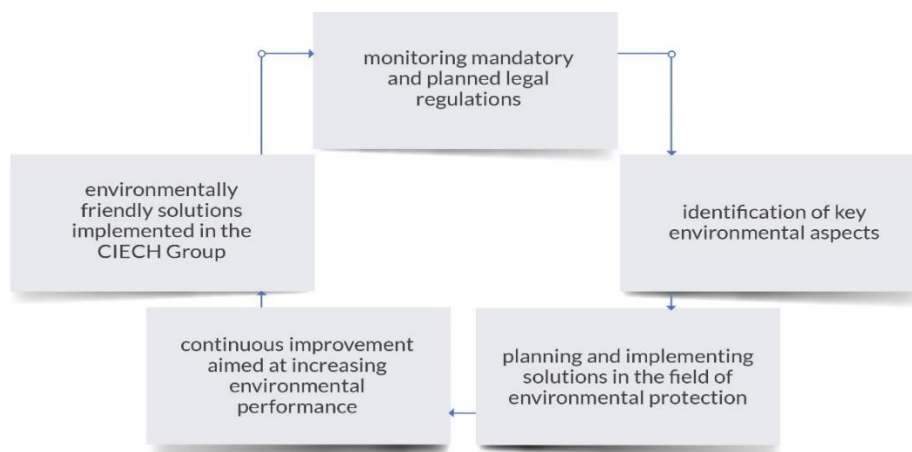 monitoring mandatory
and planned legal
regulations
environmentally
friendly solutions
implemented in the
CIECH Group
identification of key
environmental aspects
continuous improvement
aimed at increasing
environmental
performance
planning and implementing
solutions in the field of
environmental protection